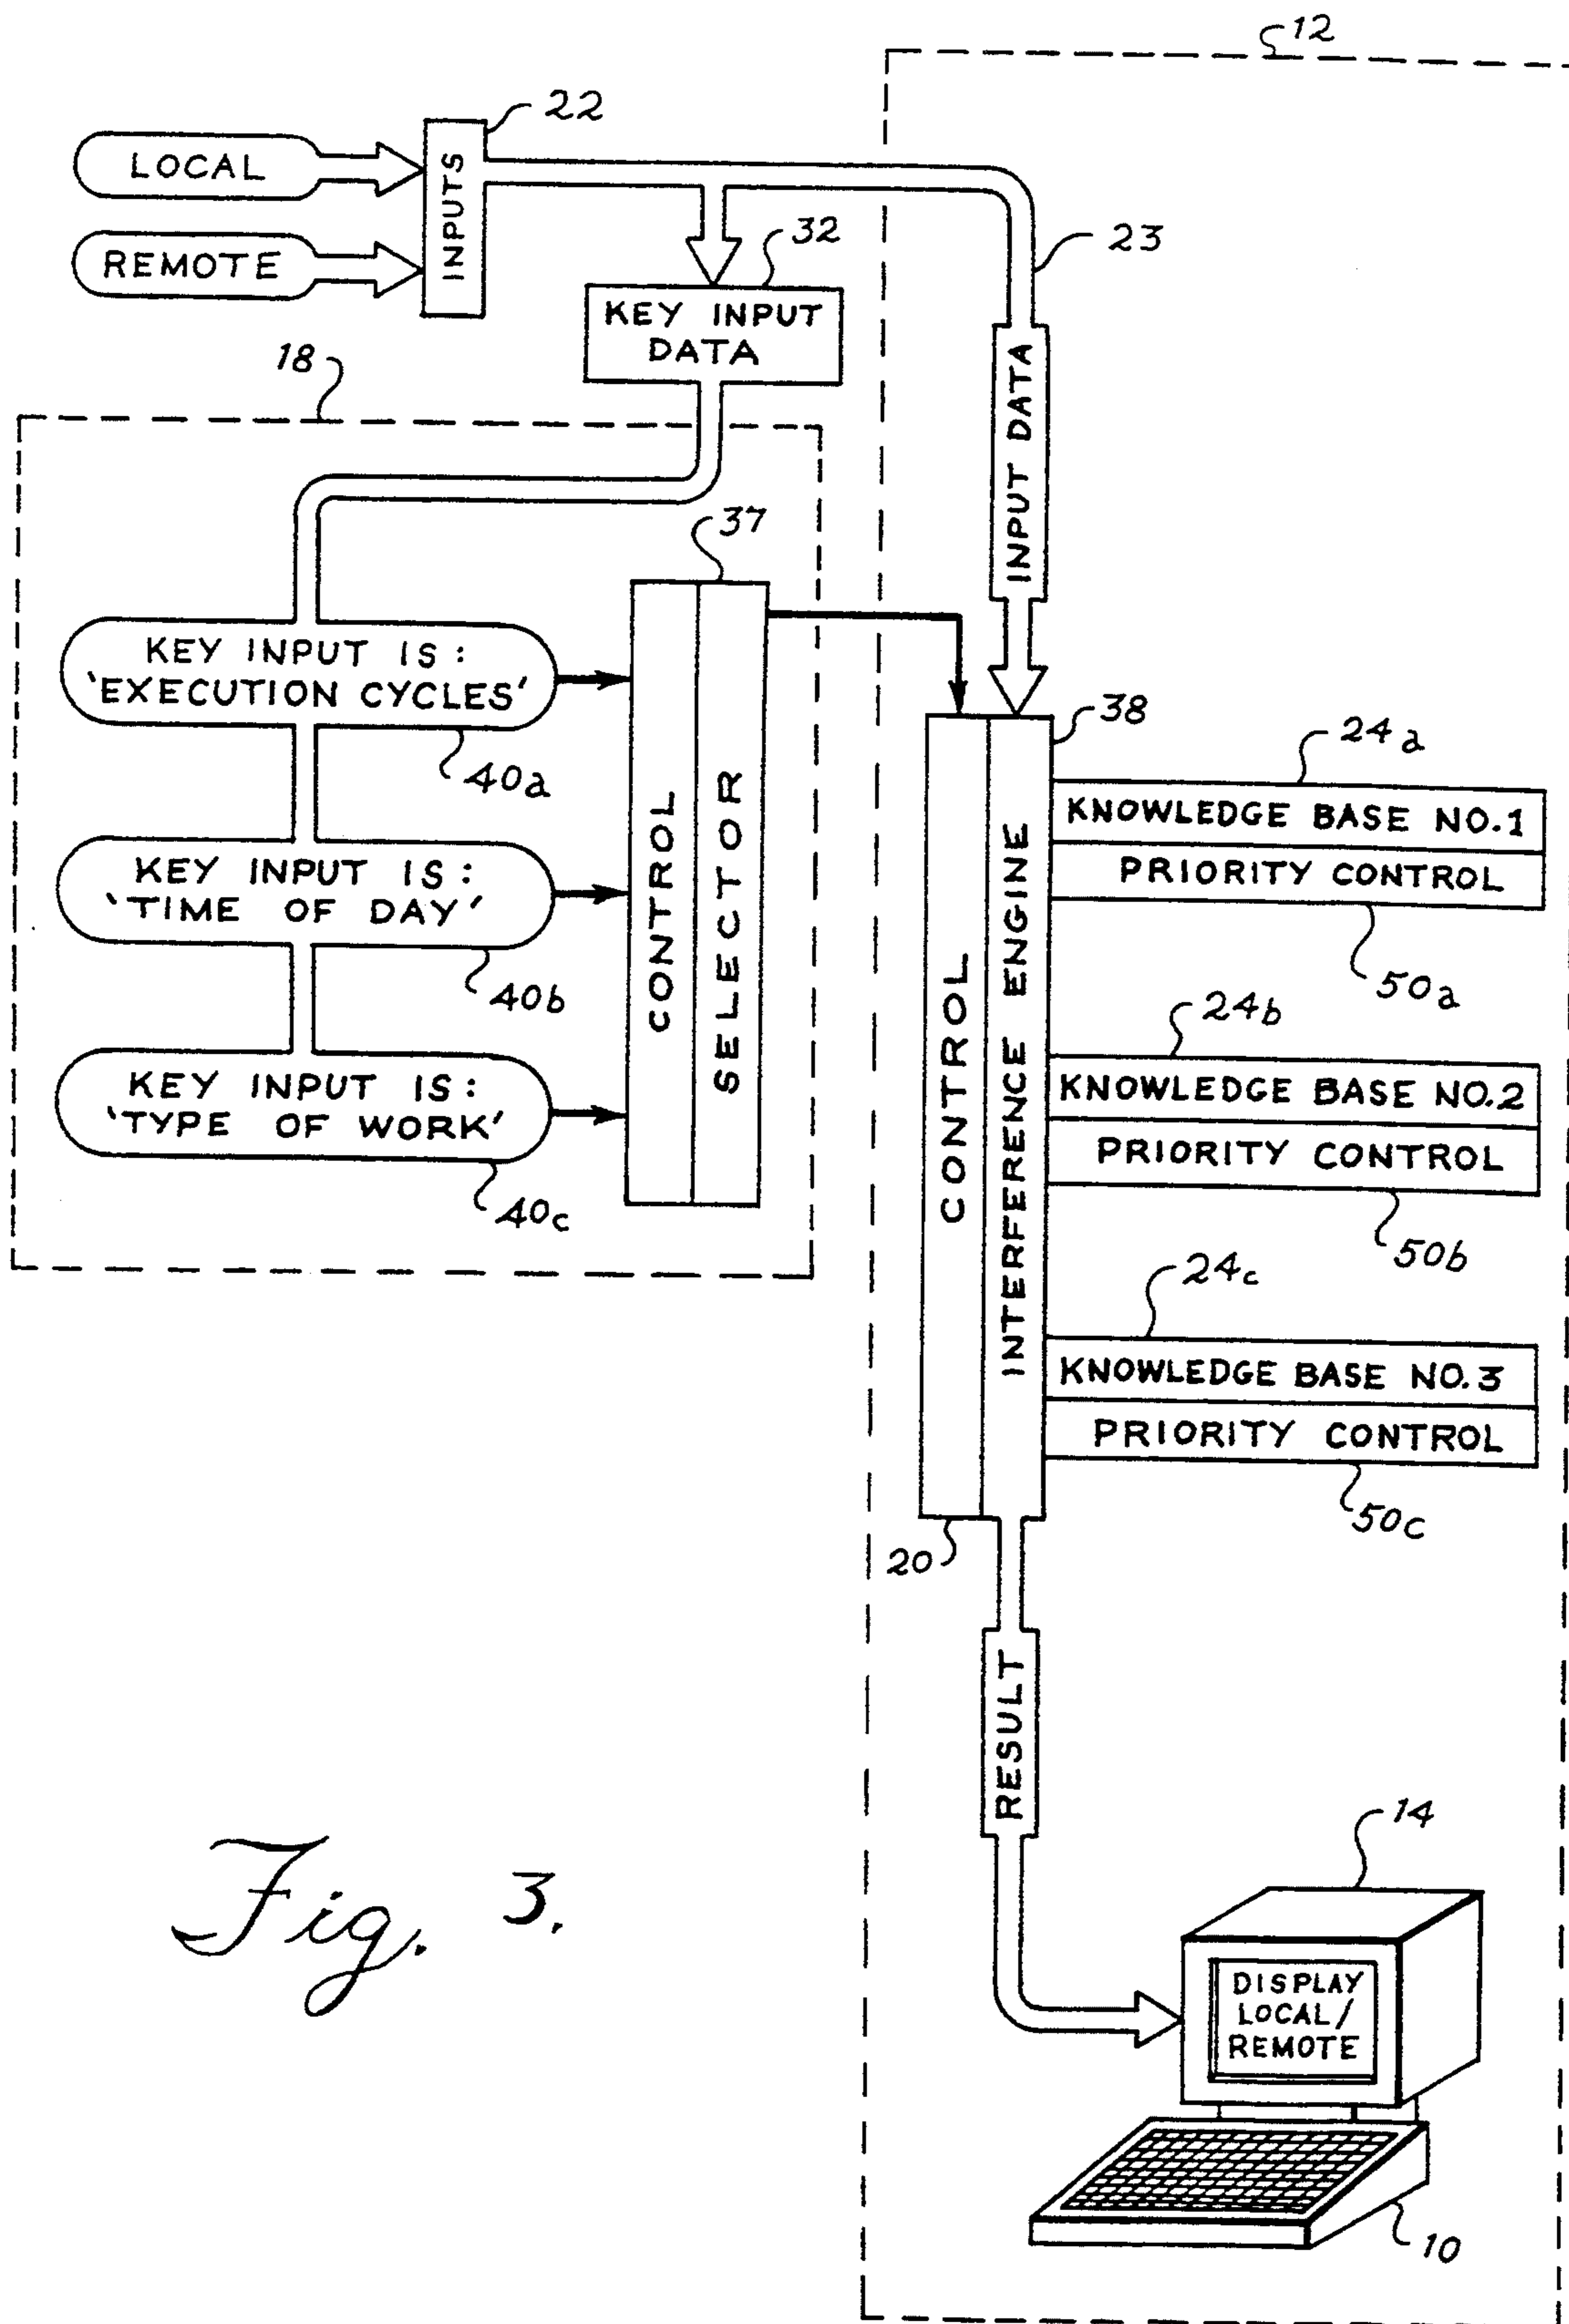 12
22
LOCAL
REMOTE
INPUTS
32
KEY INPUT
DATA
23
INPUT DATA
18
37
KEY INPUT IS:
'EXECUTION CYCLES'
40a
KEY INPUT IS:
'TIME OF DAY'
40b
KEY INPUT IS:
'TYPE OF WORK'
40c
CONTROL
SELECTOR
38
CONTROL
INTERFERENCE ENGINE
24a
KNOWLEDGE BASE NO.1
PRIORITY CONTROL
50a
24b
KNOWLEDGE BASE NO.2
PRIORITY CONTROL
50b
24c
KNOWLEDGE BASE NO.3
PRIORITY CONTROL
50c
20
RESULT
14
DISPLAY
LOCAL/
REMOTE
10
Fig. 3.